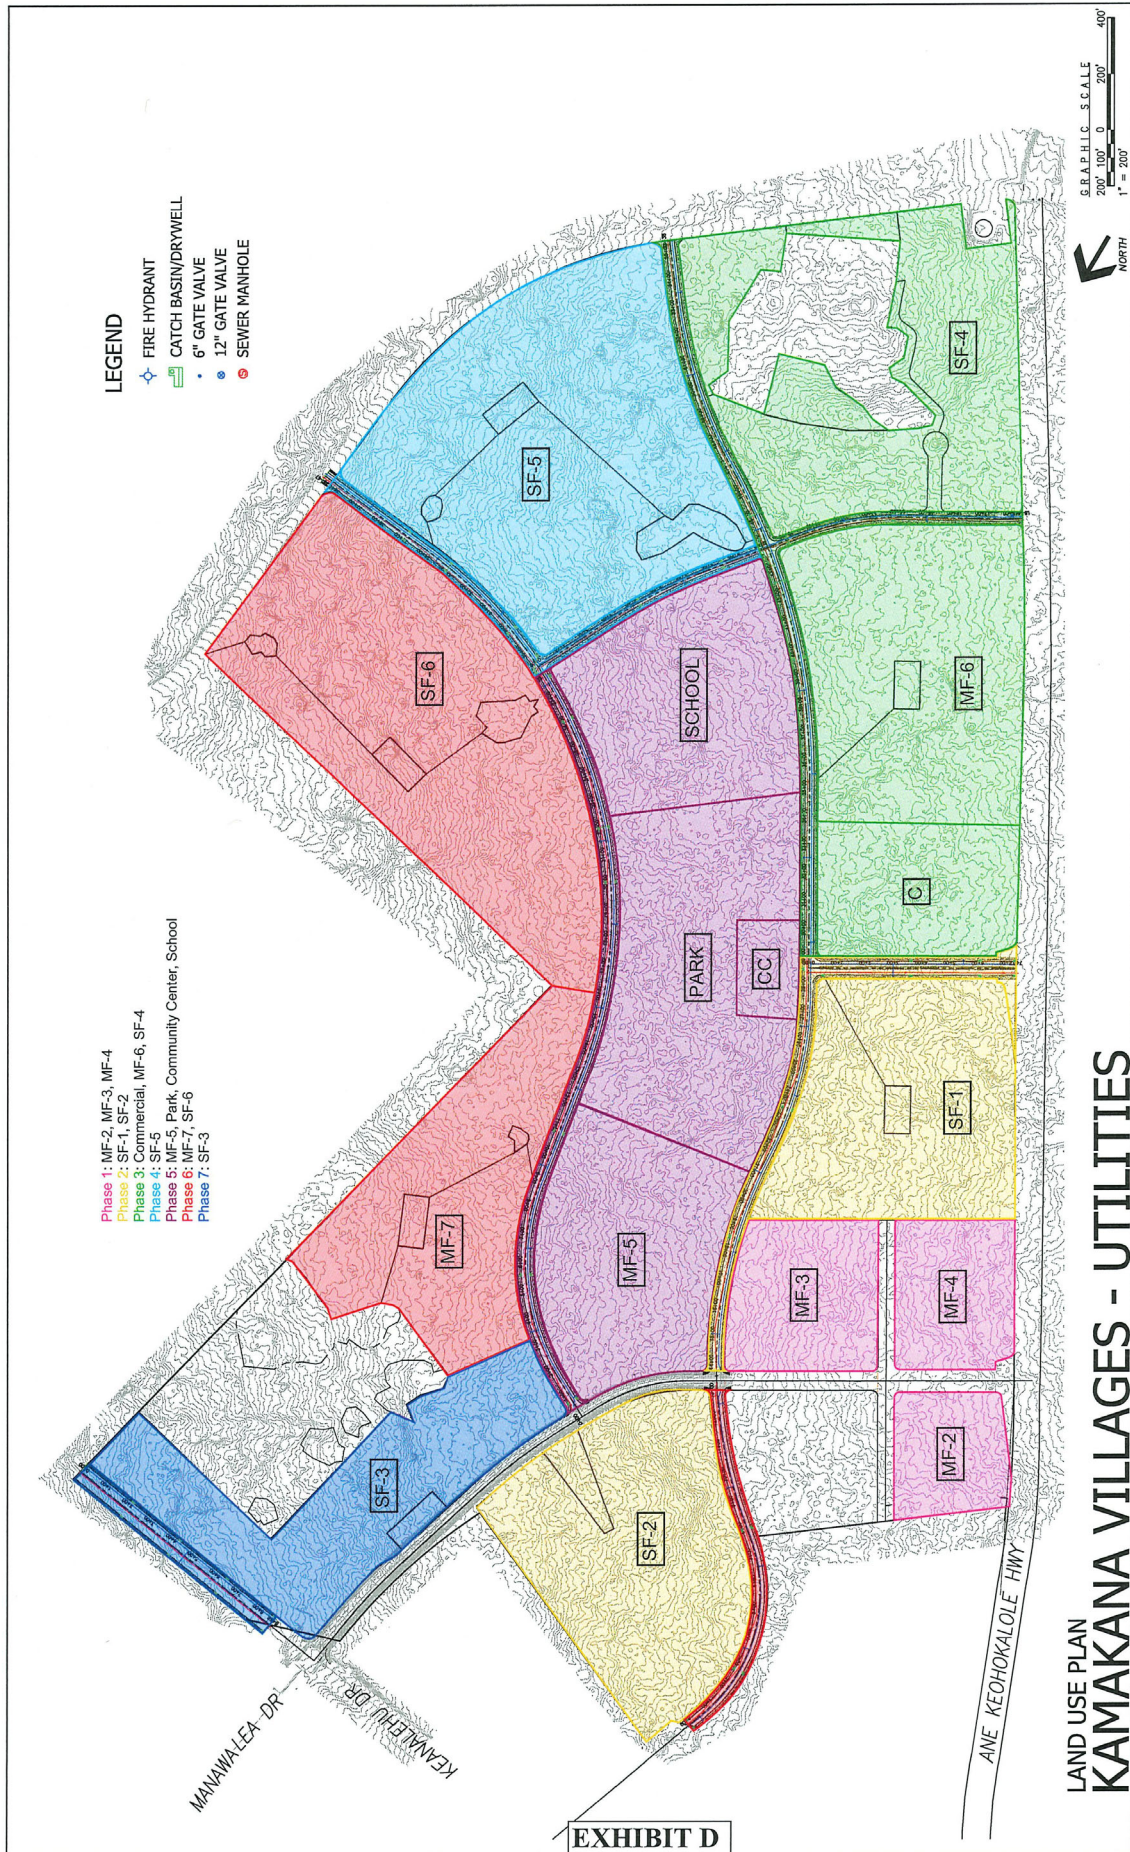 LEGEND
FIRE HYDRANT
CATCH BASIN/DRYWELL
6" GATE VALVE
12" GATE VALVE
SEWER MANHOLE
Phase 1: MF-2, MF-3, MF-4
Phase 2: SF-1, SF-2
Phase 3: Commercial, MF-6, SF-4
Phase 4: SF-5
Phase 5: MF-5, Park, Community Center, School
Phase 6: MF-7, SF-6
Phase 7: SF-3
GRAPHIC SCALE
200' 100' 0 200' 400'
1" = 200'
NORTH
SF-6
SF-5
SF-4
SCHOOL
MF-6
C
PARK
CC
SF-1
MF-7
MF-5
MF-3
MF-4
MF-2
SF-3
SF-2
MANAWALEA DR
KEANALEHU DR
ANE KEOHOKALOLE HWY
LAND USE PLAN
KAMAKANA VILLAGES - UTILITIES
EXHIBIT D